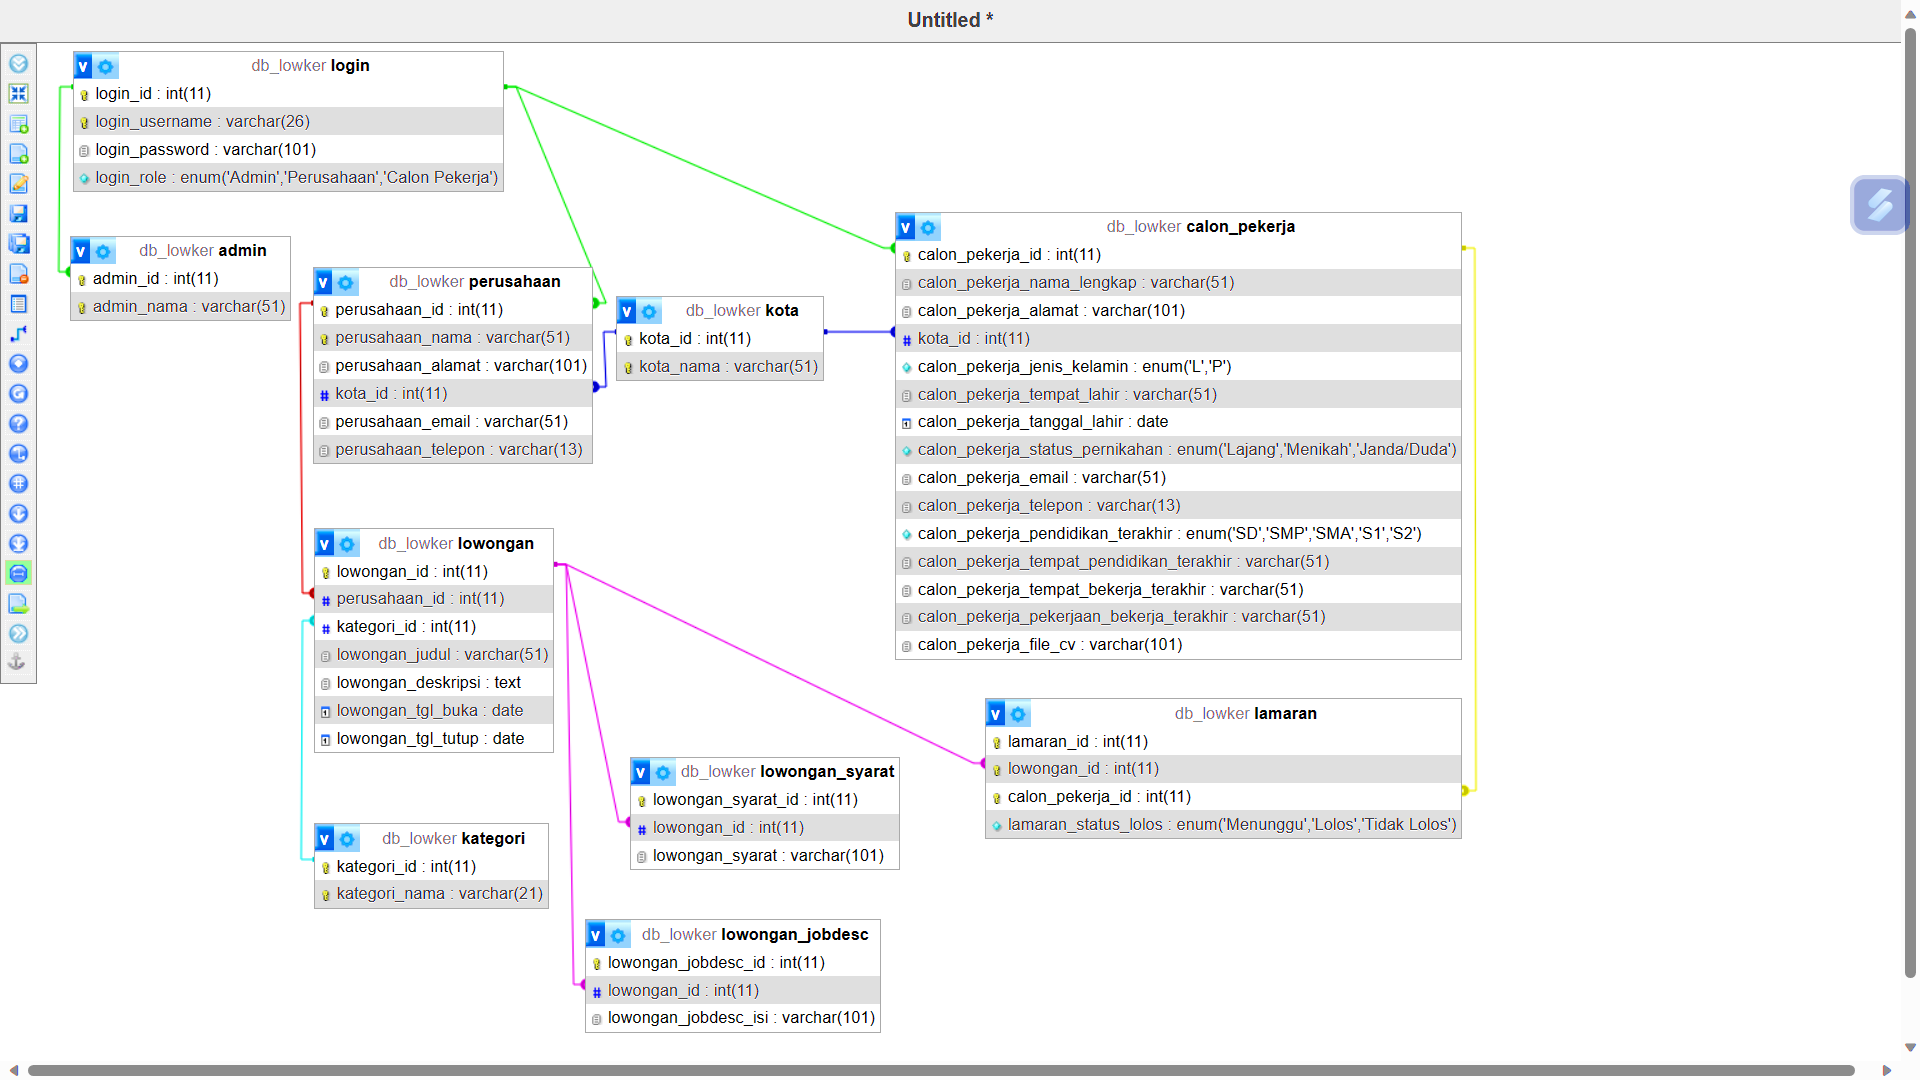 Untitled *
db_lowker login
login_id : int(11)
login_username : varchar(26)
login_password : varchar(101)
login_role : enum('Admin','Perusahaan','Calon Pekerja')
db_lowker admin
admin_id : int(11)
admin_nama : varchar(51)
db_lowker perusahaan
perusahaan_id : int(11)
perusahaan_nama : varchar(51)
perusahaan_alamat : varchar(101)
kota_id : int(11)
perusahaan_email : varchar(51)
perusahaan_telepon : varchar(13)
db_lowker kota
kota_id : int(11)
kota_nama : varchar(51)
db_lowker calon_pekerja
calon_pekerja_id : int(11)
calon_pekerja_nama_lengkap : varchar(51)
calon_pekerja_alamat : varchar(101)
kota_id : int(11)
calon_pekerja_jenis_kelamin : enum('L','P')
calon_pekerja_tempat_lahir : varchar(51)
calon_pekerja_tanggal_lahir : date
calon_pekerja_status_pernikahan : enum('Lajang','Menikah','Janda/Duda')
calon_pekerja_email : varchar(51)
calon_pekerja_telepon : varchar(13)
calon_pekerja_pendidikan_terakhir : enum('SD','SMP','SMA','S1','S2')
calon_pekerja_tempat_pendidikan_terakhir : varchar(51)
calon_pekerja_tempat_bekerja_terakhir : varchar(51)
calon_pekerja_pekerjaan_bekerja_terakhir : varchar(51)
calon_pekerja_file_cv : varchar(101)
db_lowker lowongan
lowongan_id : int(11)
perusahaan_id : int(11)
kategori_id : int(11)
lowongan_judul : varchar(51)
lowongan_deskripsi : text
lowongan_tgl_buka : date
lowongan_tgl_tutup : date
db_lowker lamaran
lamaran_id : int(11)
lowongan_id : int(11)
calon_pekerja_id : int(11)
lamaran_status_lolos : enum('Menunggu','Lolos','Tidak Lolos')
db_lowker lowongan_syarat
lowongan_syarat_id : int(11)
lowongan_id : int(11)
lowongan_syarat : varchar(101)
db_lowker kategori
kategori_id : int(11)
kategori_nama : varchar(21)
db_lowker lowongan_jobdesc
lowongan_jobdesc_id : int(11)
lowongan_id : int(11)
lowongan_jobdesc_isi : varchar(101)